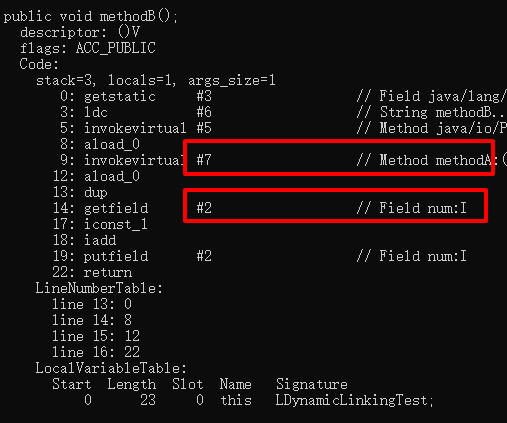 public void methodB();
descriptor: ()V
flags: ACC_PUBLIC
Code:
stack=3, locals=1, args_size=1
0: getstatic #3 // Field java/lang/
3: ldc #6 // String methodB..
5: invokevirtual #5 // Method java/io/P
8: aload_0
9: invokevirtual #7 // Method methodA:(
12: aload_0
13: dup
14: getfield #2 // Field num:I
17: iconst_1
18: iadd
19: putfield #2 // Field num:I
22: return
LineNumberTable:
line 13: 0
line 14: 8
line 15: 12
line 16: 22
LocalVariableTable:
Start Length Slot Name Signature
0 23 0 this LDynamicLinkingTest;